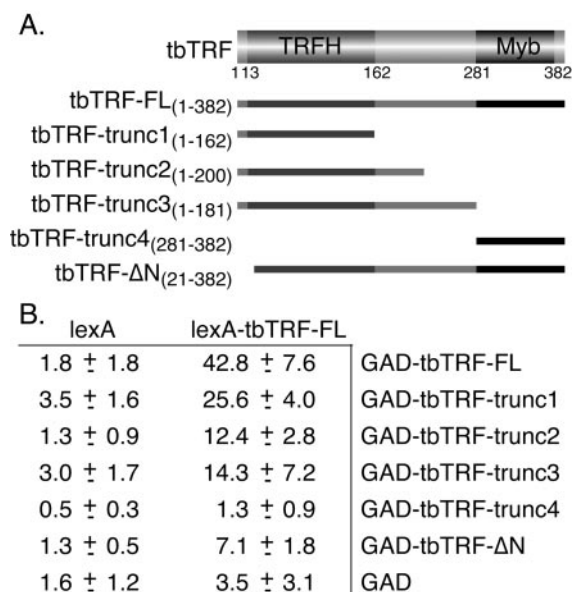 A.
TRFH Myb
tbTRF
113 162 281 382
tbTRF-FL(1-382)
tbTRF-trunc1(1-162)
tbTRF-trunc2(1-200)
tbTRF-trunc3(1-181)
tbTRF-trunc4(281-382)
tbTRF-ΔN(21-382)
B.
lexA lexA-tbTRF-FL
1.8 ± 1.8 42.8 ± 7.6 GAD-tbTRF-FL
3.5 ± 1.6 25.6 ± 4.0 GAD-tbTRF-trunc1
1.3 ± 0.9 12.4 ± 2.8 GAD-tbTRF-trunc2
3.0 ± 1.7 14.3 ± 7.2 GAD-tbTRF-trunc3
0.5 ± 0.3 1.3 ± 0.9 GAD-tbTRF-trunc4
1.3 ± 0.5 7.1 ± 1.8 GAD-tbTRF-ΔN
1.6 ± 1.2 3.5 ± 3.1 GAD